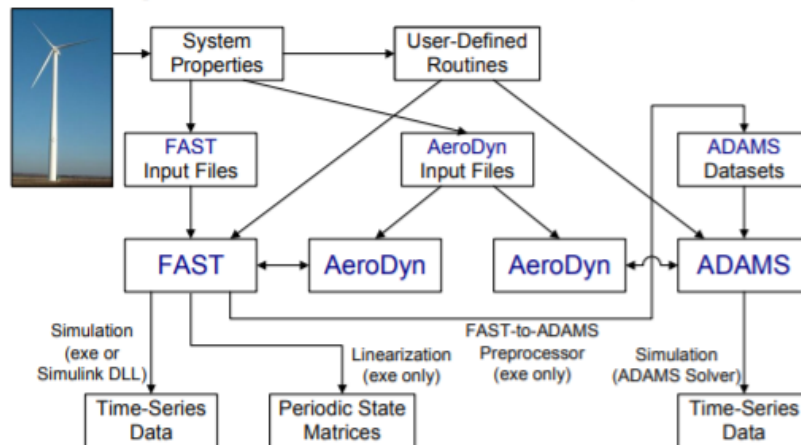 System
Properties
User-Defined
Routines
FAST
Input Files
AeroDyn
Input Files
ADAMS
Datasets
FAST
AeroDyn
AeroDyn
ADAMS
Simulation
(exe or
Simulink DLL)
Linearization
(exe only)
FAST-to-ADAMS
Preprocessor
(exe only)
Simulation
(ADAMS Solver)
Time-Series
Data
Periodic State
Matrices
Time-Series
Data